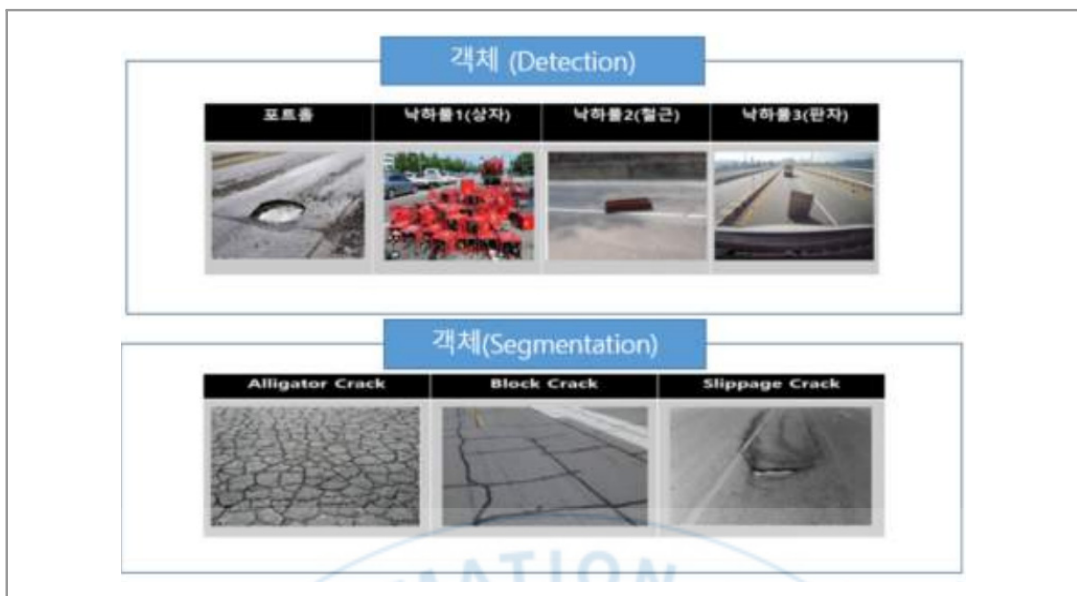 객체 (Detection)
포트홀 낙하물1(상자) 낙하물2(철근) 낙하물3(판자)
객체(Segmentation)
Alligator Crack Block Crack Slippage Crack
MATION